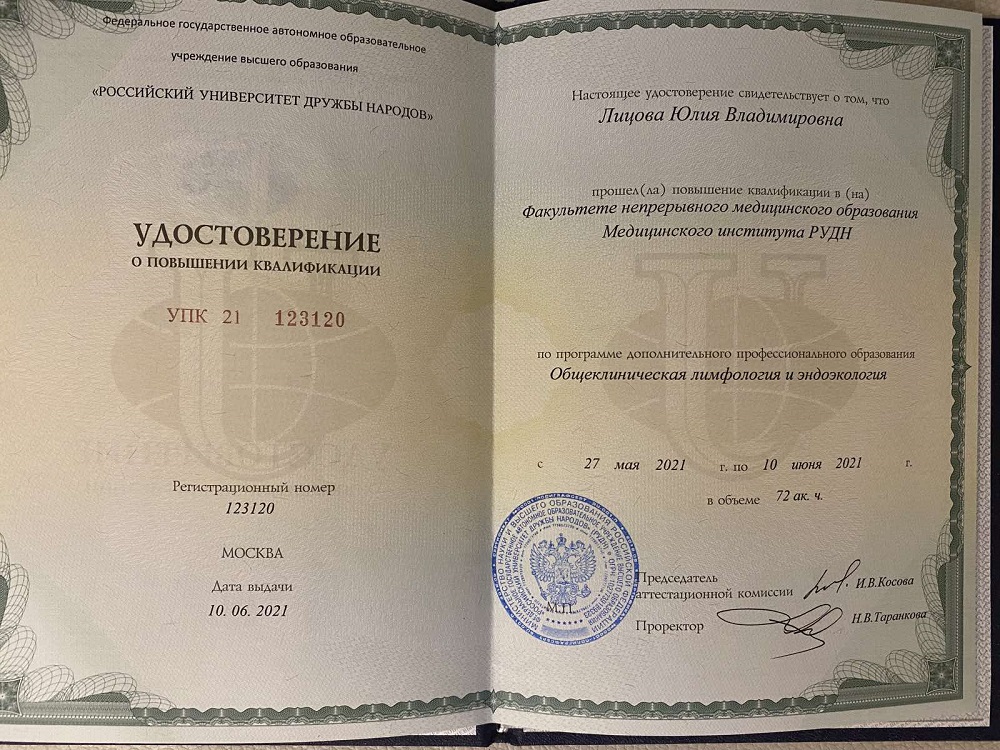 Федеральное государственное автономное образовательное
учреждение высшего образования
«РОССИЙСКИЙ УНИВЕРСИТЕТ ДРУЖБЫ НАРОДОВ»
УДОСТОВЕРЕНИЕ
О ПОВЫШЕНИИ КВАЛИФИКАЦИИ
УПК 21 123120
Регистрационный номер
123120
МОСКВА
Дата выдачи
10. 06. 2021
Настоящее удостоверение свидетельствует о том, что
Лицова Юлия Владимировна
прошел(ла) повышение квалификации в (на)
Факультете непрерывного медицинского образования
Медицинского института РУДН
по программе дополнительного профессионального образования
Общеклиническая лимфология и эндоэкология
с 27 мая 2021 г. по 10 июня 2021 г.
в объеме 72 ак. ч.
М.П.
Председатель
аттестационной комиссии И.В.Косова
Проректор Н.В.Таранкова